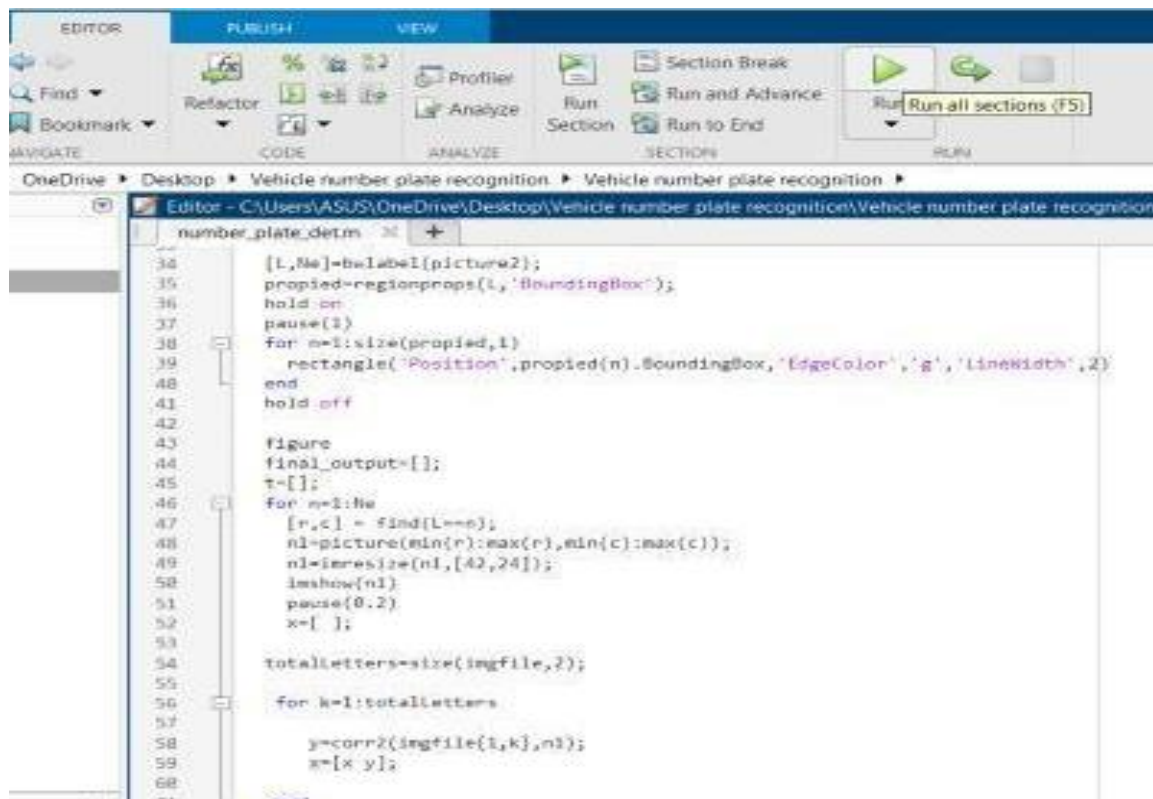 EDITOR PUBLISH VIEW
Find
Bookmark
Refactor
Profiler
Analyze
Run Section
Section Break
Run and Advance
Run to End
Run all sections (F5)
NAVIGATE CODE ANALYZE SECTION RUN
OneDrive Desktop Vehicle number plate recognition Vehicle number plate recognition
Editor - C:\Users\ASUS\OneDrive\Desktop\Vehicle number plate recognition\Vehicle number plate recognition
number_plate_det.m
34 [L,Ne]=bwlabel(picture2);
35 propied=regionprops(L,'BoundingBox');
36 hold on
37 pause(1)
38 for n=1:size(propied,1)
39 rectangle('Position',propied(n).BoundingBox,'EdgeColor','g','LineWidth',2)
40 end
41 hold off
42
43 figure
44 final_output=[];
45 t=[];
46 for n=1:Ne
47 [r,c] = find(L==n);
48 n1=picture(min(r):max(r),min(c):max(c));
49 n1=imresize(n1,[42,24]);
50 imshow(n1)
51 pause(0.2)
52 x=[ ];
53
54 totalLetters=size(imgfile,2);
55
56 for k=1:totalLetters
57
58 y=corr2(imgfile{1,k},n1);
59 x=[x y];
60